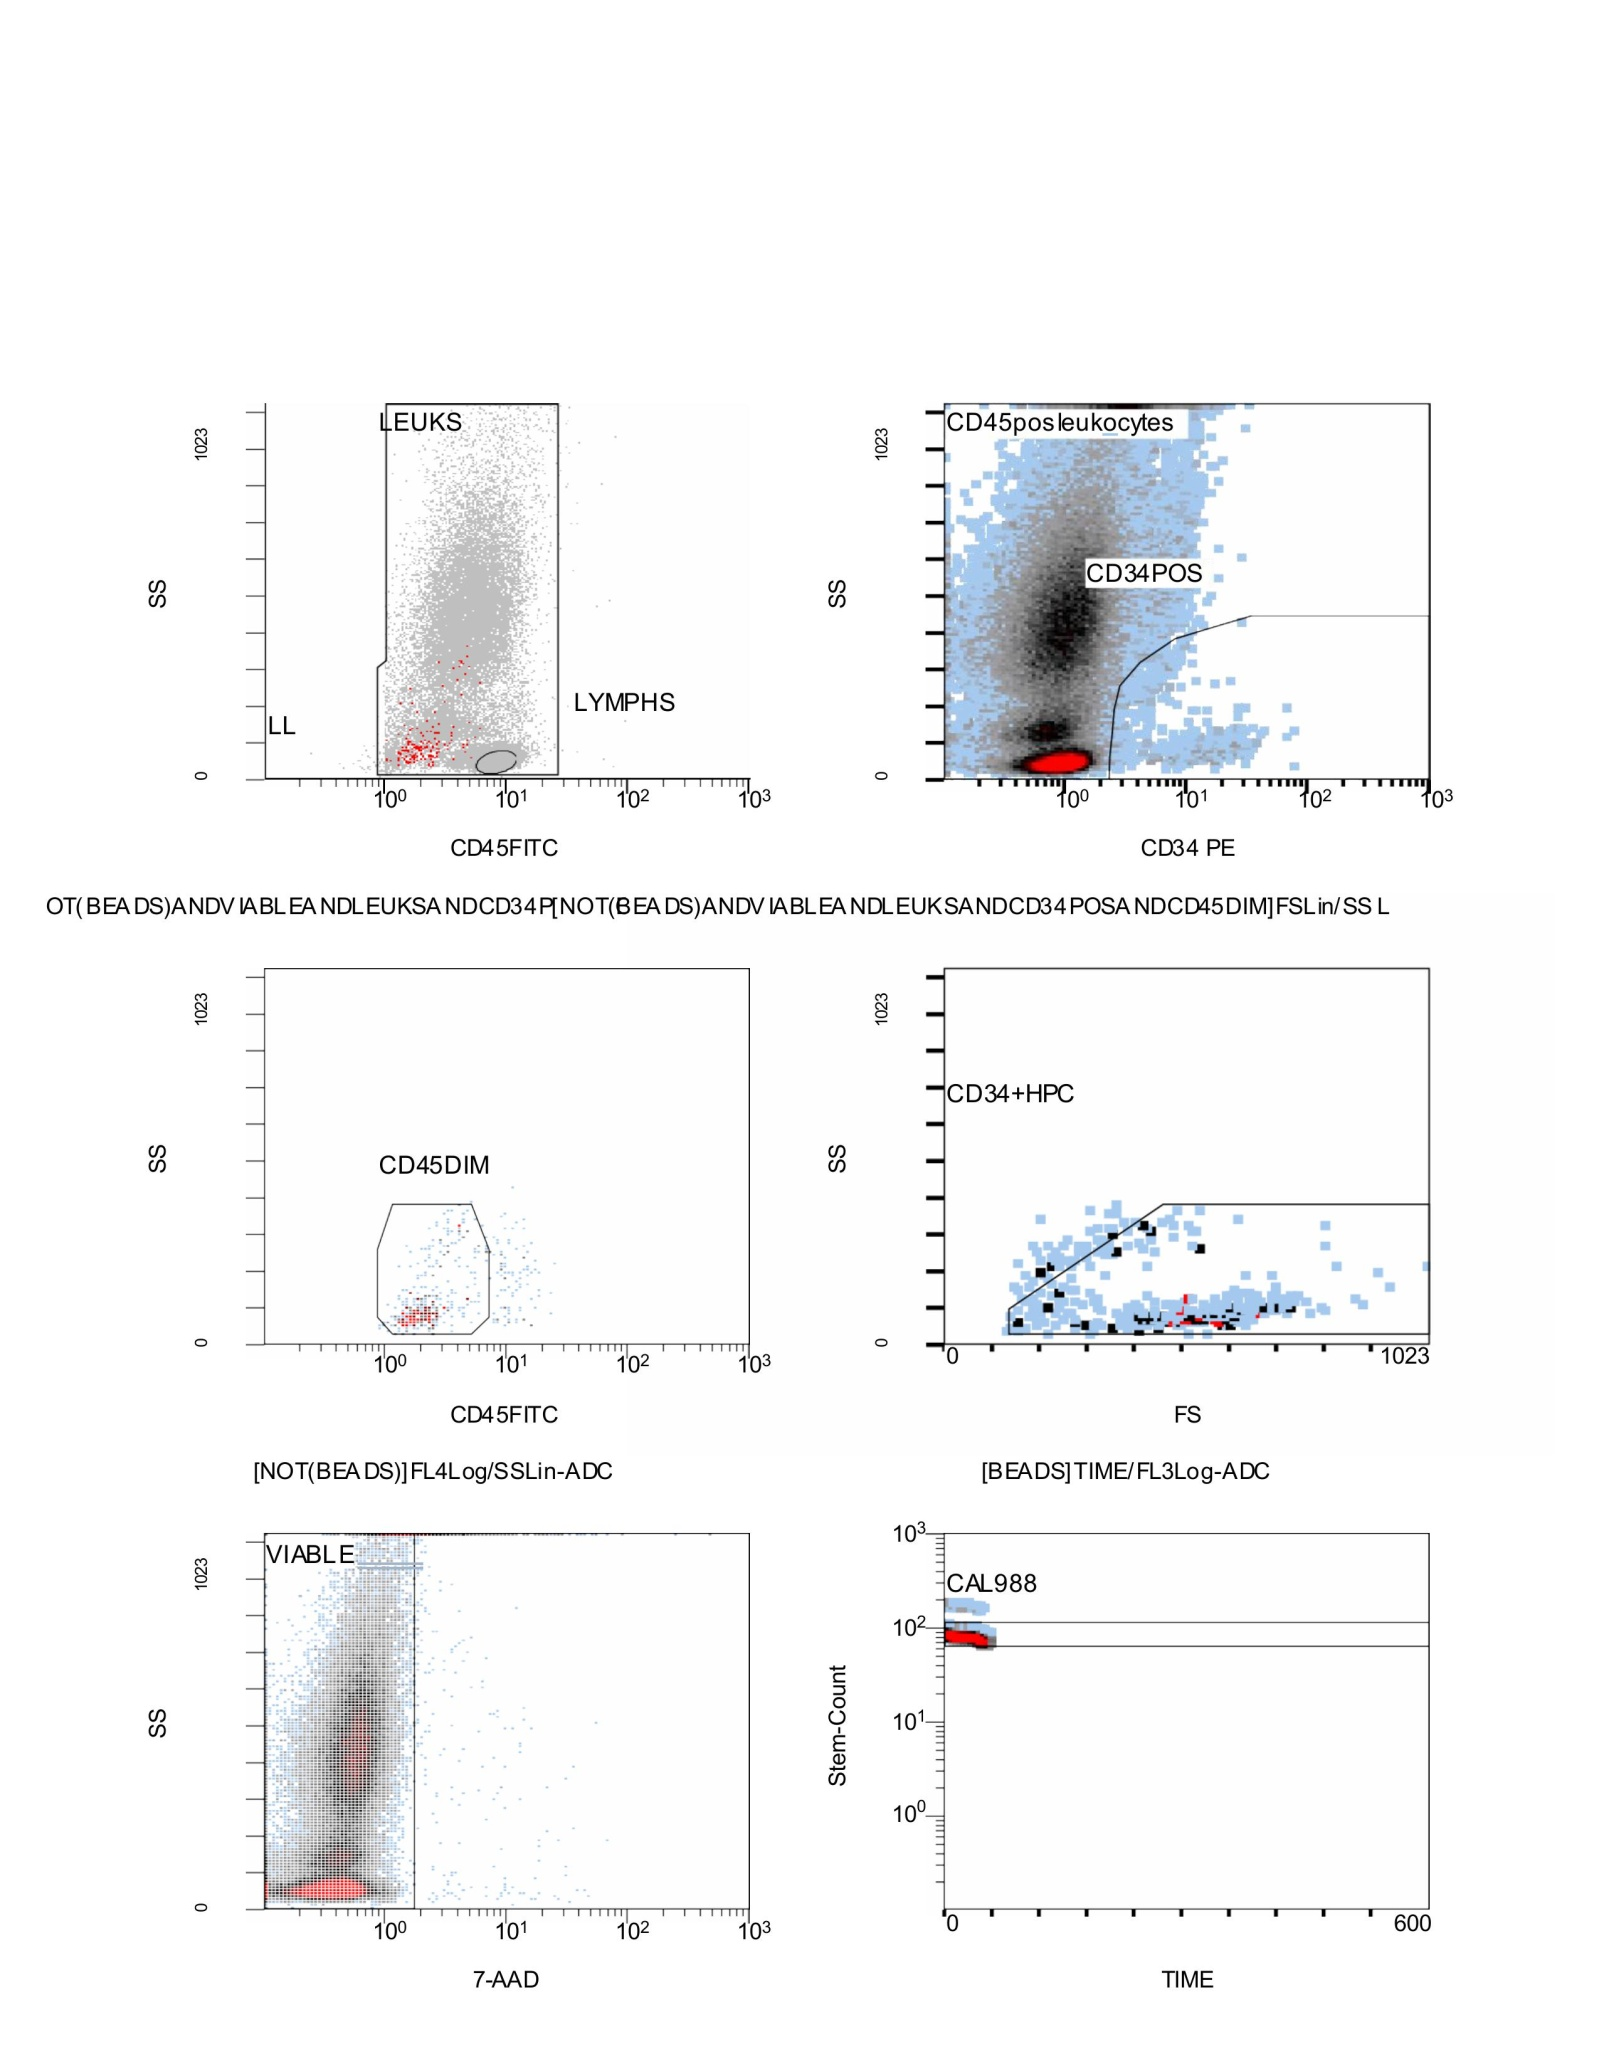 LEUKS
1023
SS
LYMPHS
LL
0
10⁰ 10¹ 10² 10³
CD45FITC
CD45pos leukocytes
1023
CD34POS
SS
0
10⁰ 10¹ 10² 10³
CD34 PE
OT(BEADS)ANDVIABLEANDLEUKSANDCD34P[NOT(BEADS)ANDVIABLEANDLEUKSANDCD34POSANDCD45DIM]FSLin/SS L
1023
SS
CD45DIM
0
10⁰ 10¹ 10² 10³
CD45FITC
1023
CD34+HPC
SS
0
0 1023
FS
[NOT(BEADS)]FL4Log/SSLin-ADC
VIABLE
1023
SS
0
10⁰ 10¹ 10² 10³
7-AAD
[BEADS]TIME/FL3Log-ADC
10³
CAL988
10²
Stem-Count
10¹
10⁰
0 600
TIME